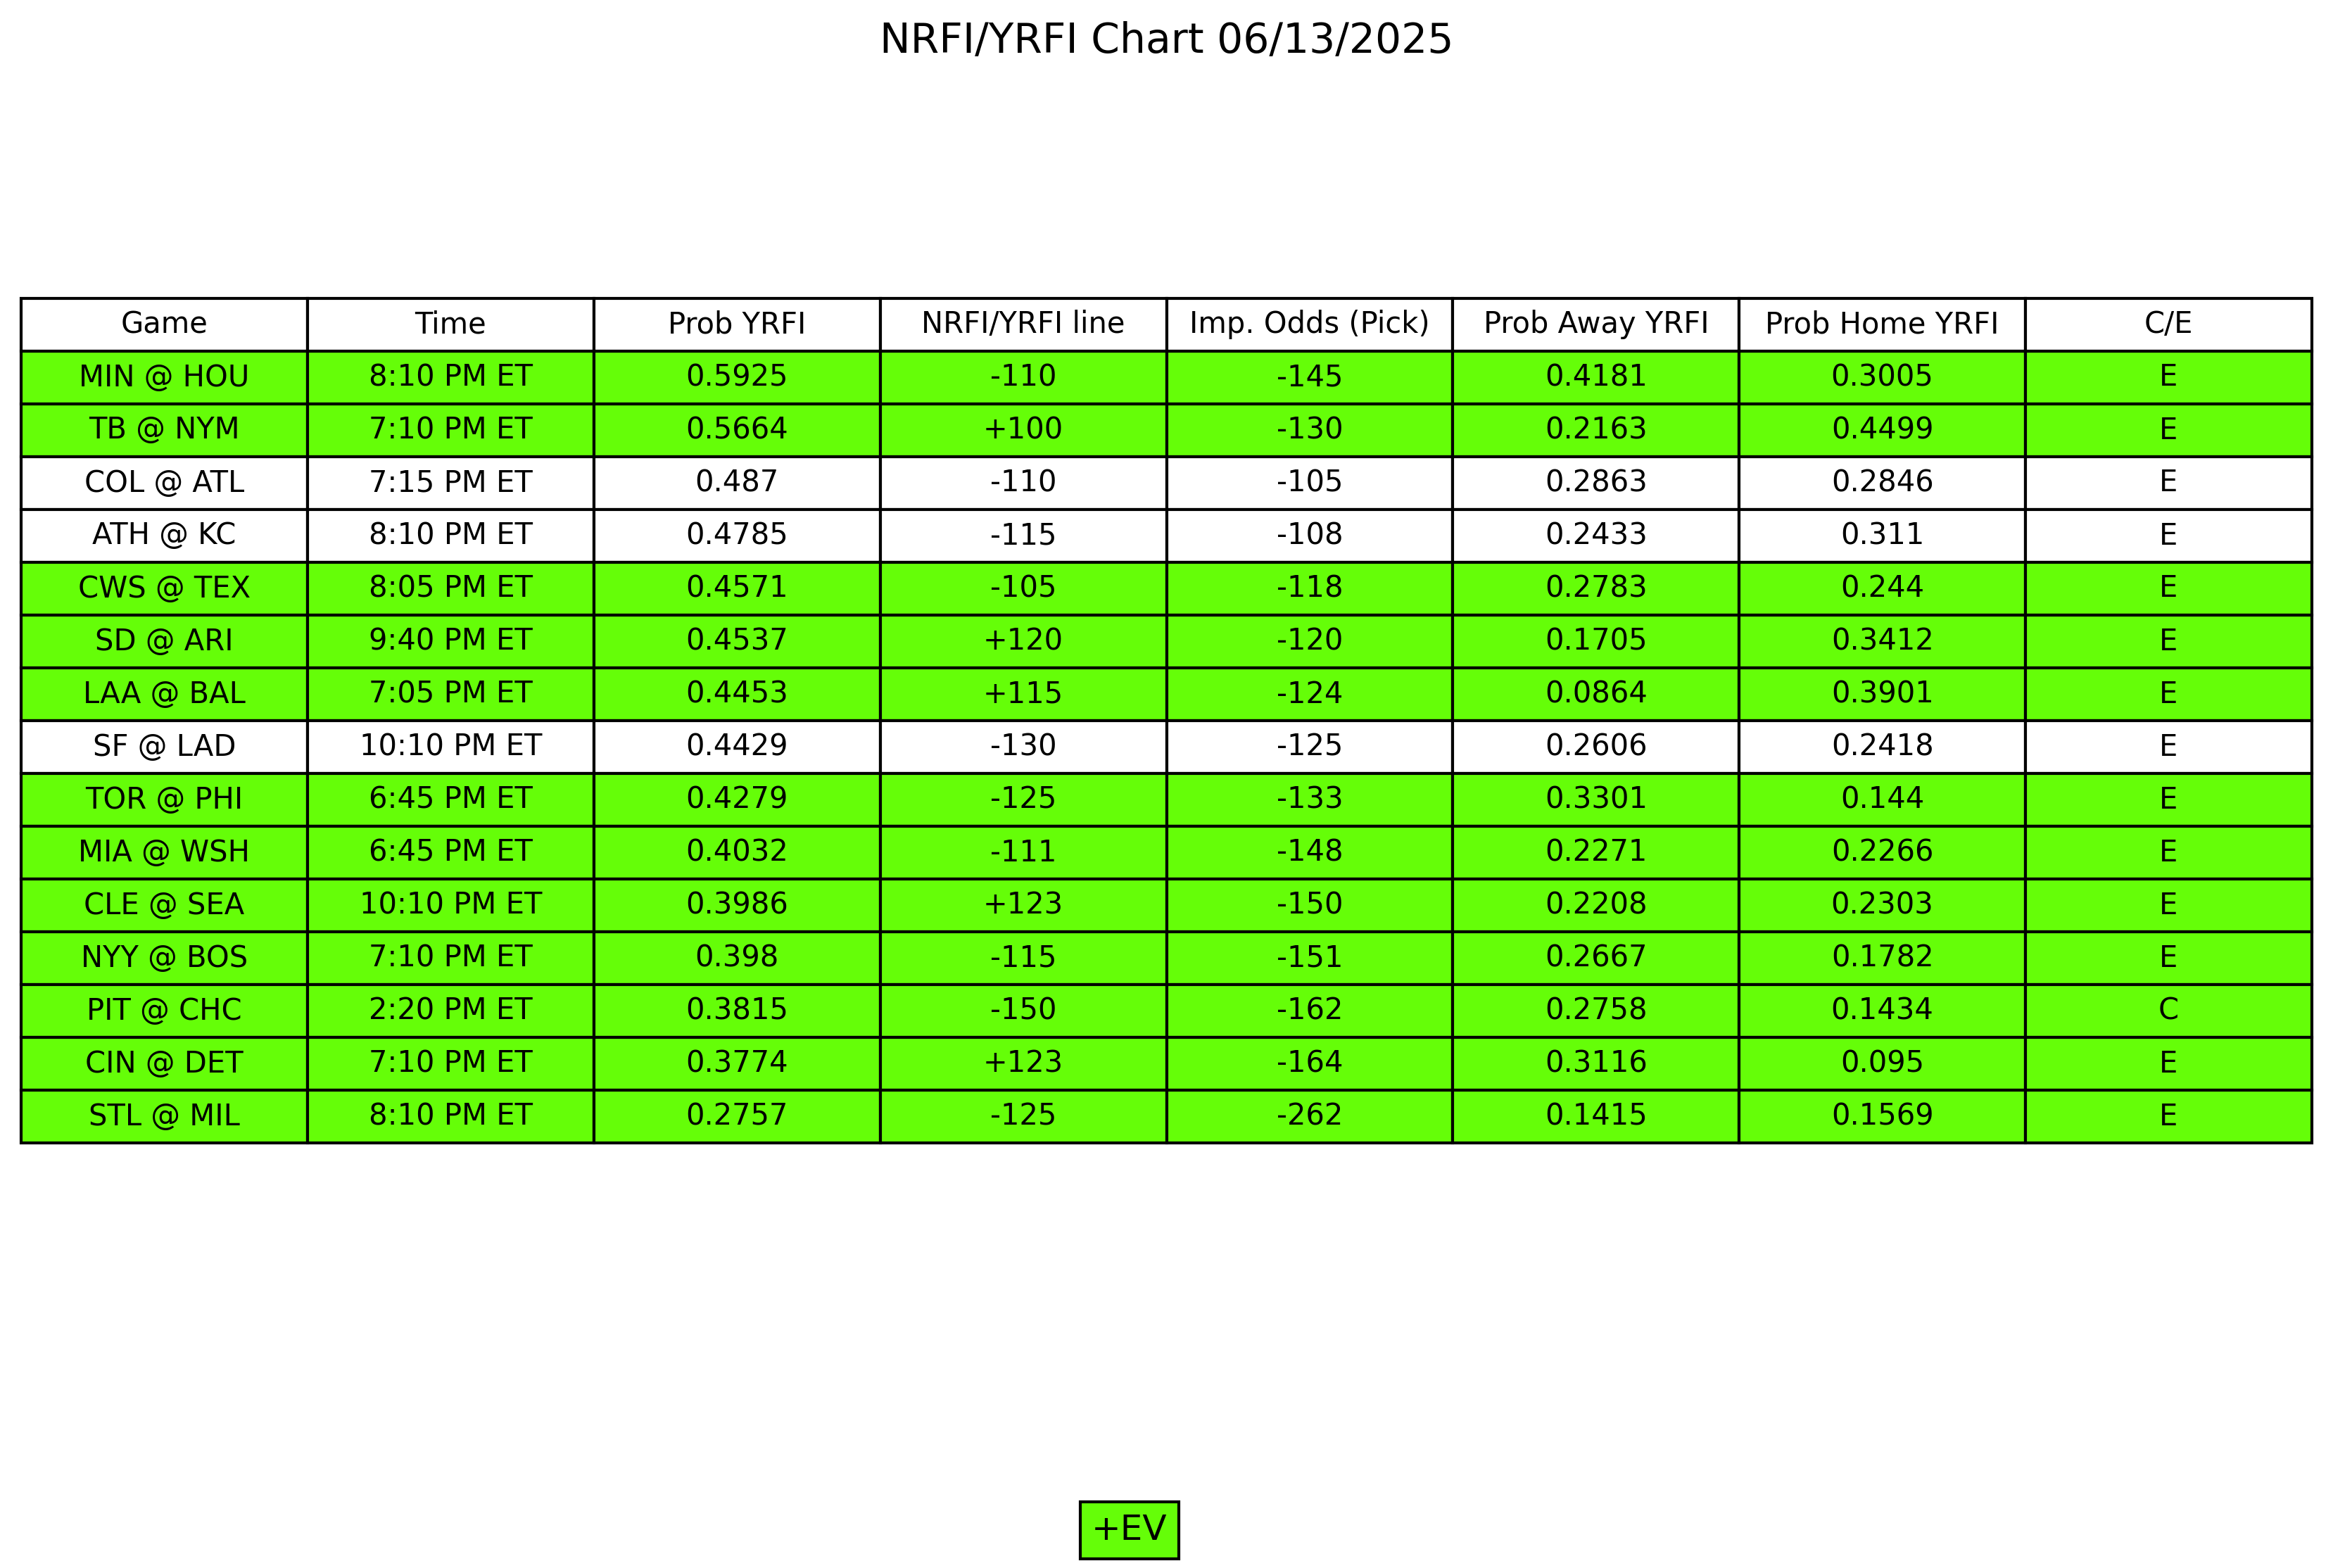 NRFI/YRFI Chart 06/13/2025
Game Time Prob YRFI NRFI/YRFI line Imp. Odds (Pick) Prob Away YRFI Prob Home YRFI C/E
MIN @ HOU 8:10 PM ET 0.5925 -110 -145 0.4181 0.3005 E
TB @ NYM 7:10 PM ET 0.5664 +100 -130 0.2163 0.4499 E
COL @ ATL 7:15 PM ET 0.487 -110 -105 0.2863 0.2846 E
ATH @ KC 8:10 PM ET 0.4785 -115 -108 0.2433 0.311 E
CWS @ TEX 8:05 PM ET 0.4571 -105 -118 0.2783 0.244 E
SD @ ARI 9:40 PM ET 0.4537 +120 -120 0.1705 0.3412 E
LAA @ BAL 7:05 PM ET 0.4453 +115 -124 0.0864 0.3901 E
SF @ LAD 10:10 PM ET 0.4429 -130 -125 0.2606 0.2418 E
TOR @ PHI 6:45 PM ET 0.4279 -125 -133 0.3301 0.144 E
MIA @ WSH 6:45 PM ET 0.4032 -111 -148 0.2271 0.2266 E
CLE @ SEA 10:10 PM ET 0.3986 +123 -150 0.2208 0.2303 E
NYY @ BOS 7:10 PM ET 0.398 -115 -151 0.2667 0.1782 E
PIT @ CHC 2:20 PM ET 0.3815 -150 -162 0.2758 0.1434 C
CIN @ DET 7:10 PM ET 0.3774 +123 -164 0.3116 0.095 E
STL @ MIL 8:10 PM ET 0.2757 -125 -262 0.1415 0.1569 E
+EV